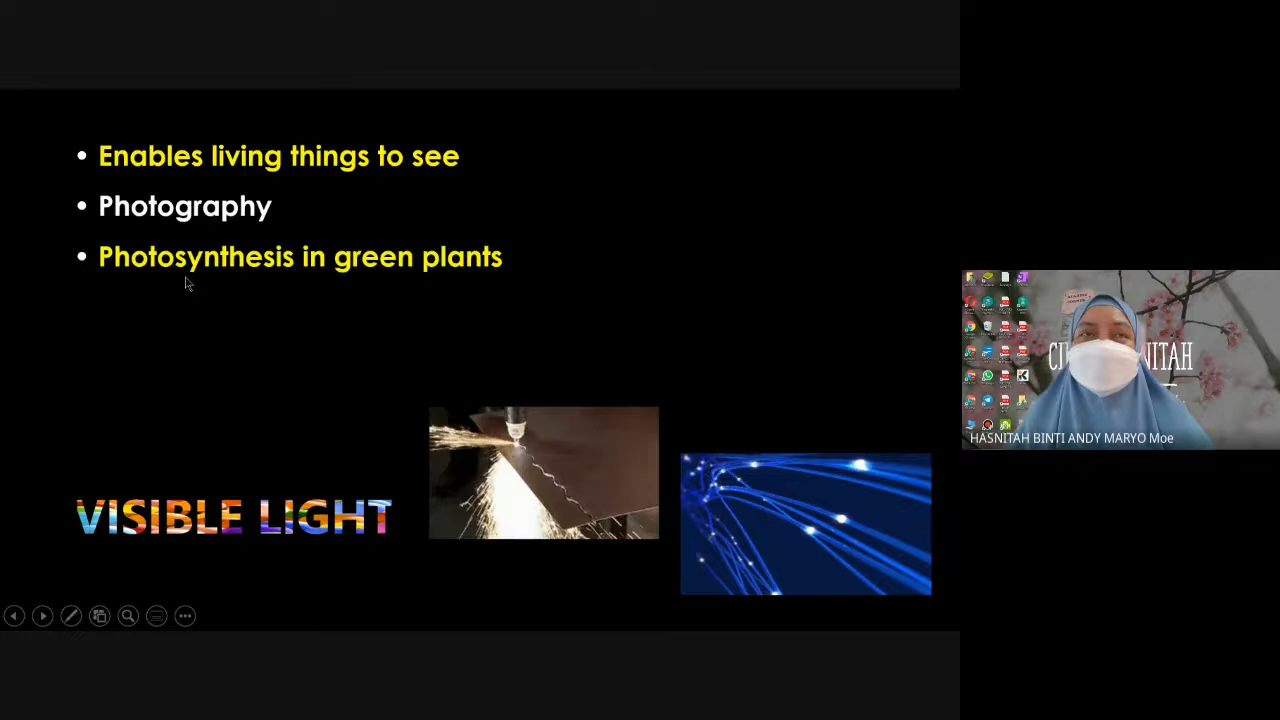 • Enables living things to see
• Photography
• Photosynthesis in green plants
VISIBLE LIGHT
HASNITAH BINTI ANDY MARYO Moe